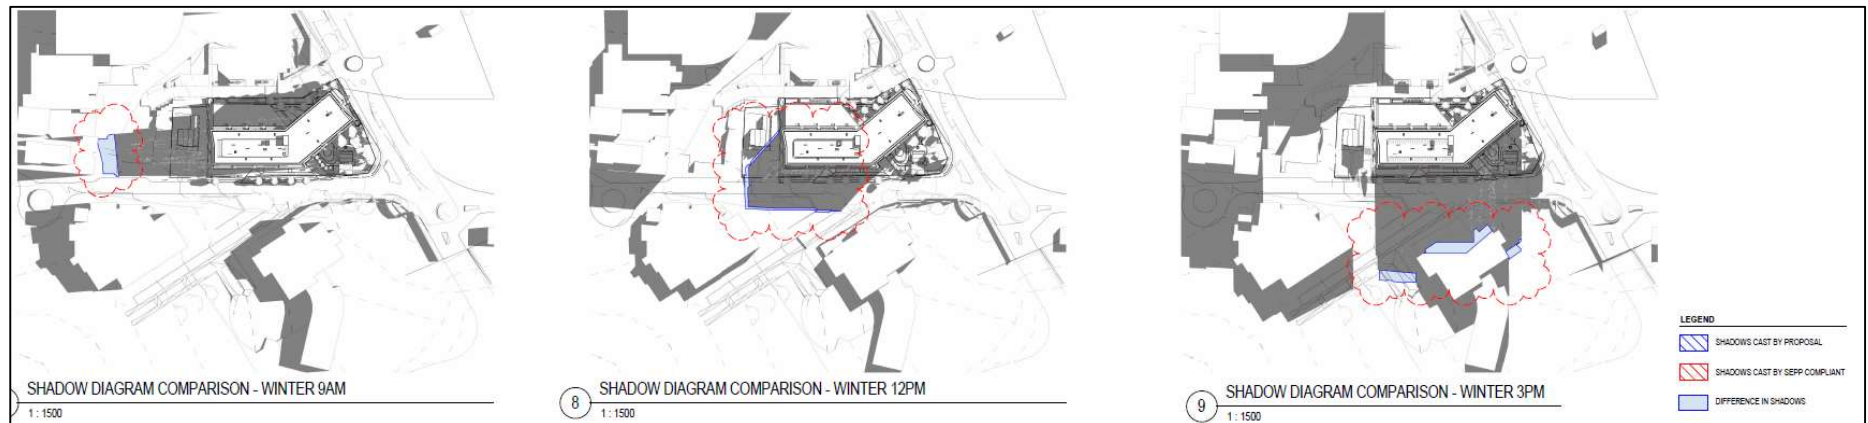 SHADOW DIAGRAM COMPARISON - WINTER 9AM
1 : 1500
8
SHADOW DIAGRAM COMPARISON - WINTER 12PM
1 : 1500
9
SHADOW DIAGRAM COMPARISON - WINTER 3PM
1 : 1500
LEGEND
SHADOWS CAST BY PROPOSAL
SHADOWS CAST BY SEPP COMPLIANT
DIFFERENCE IN SHADOWS